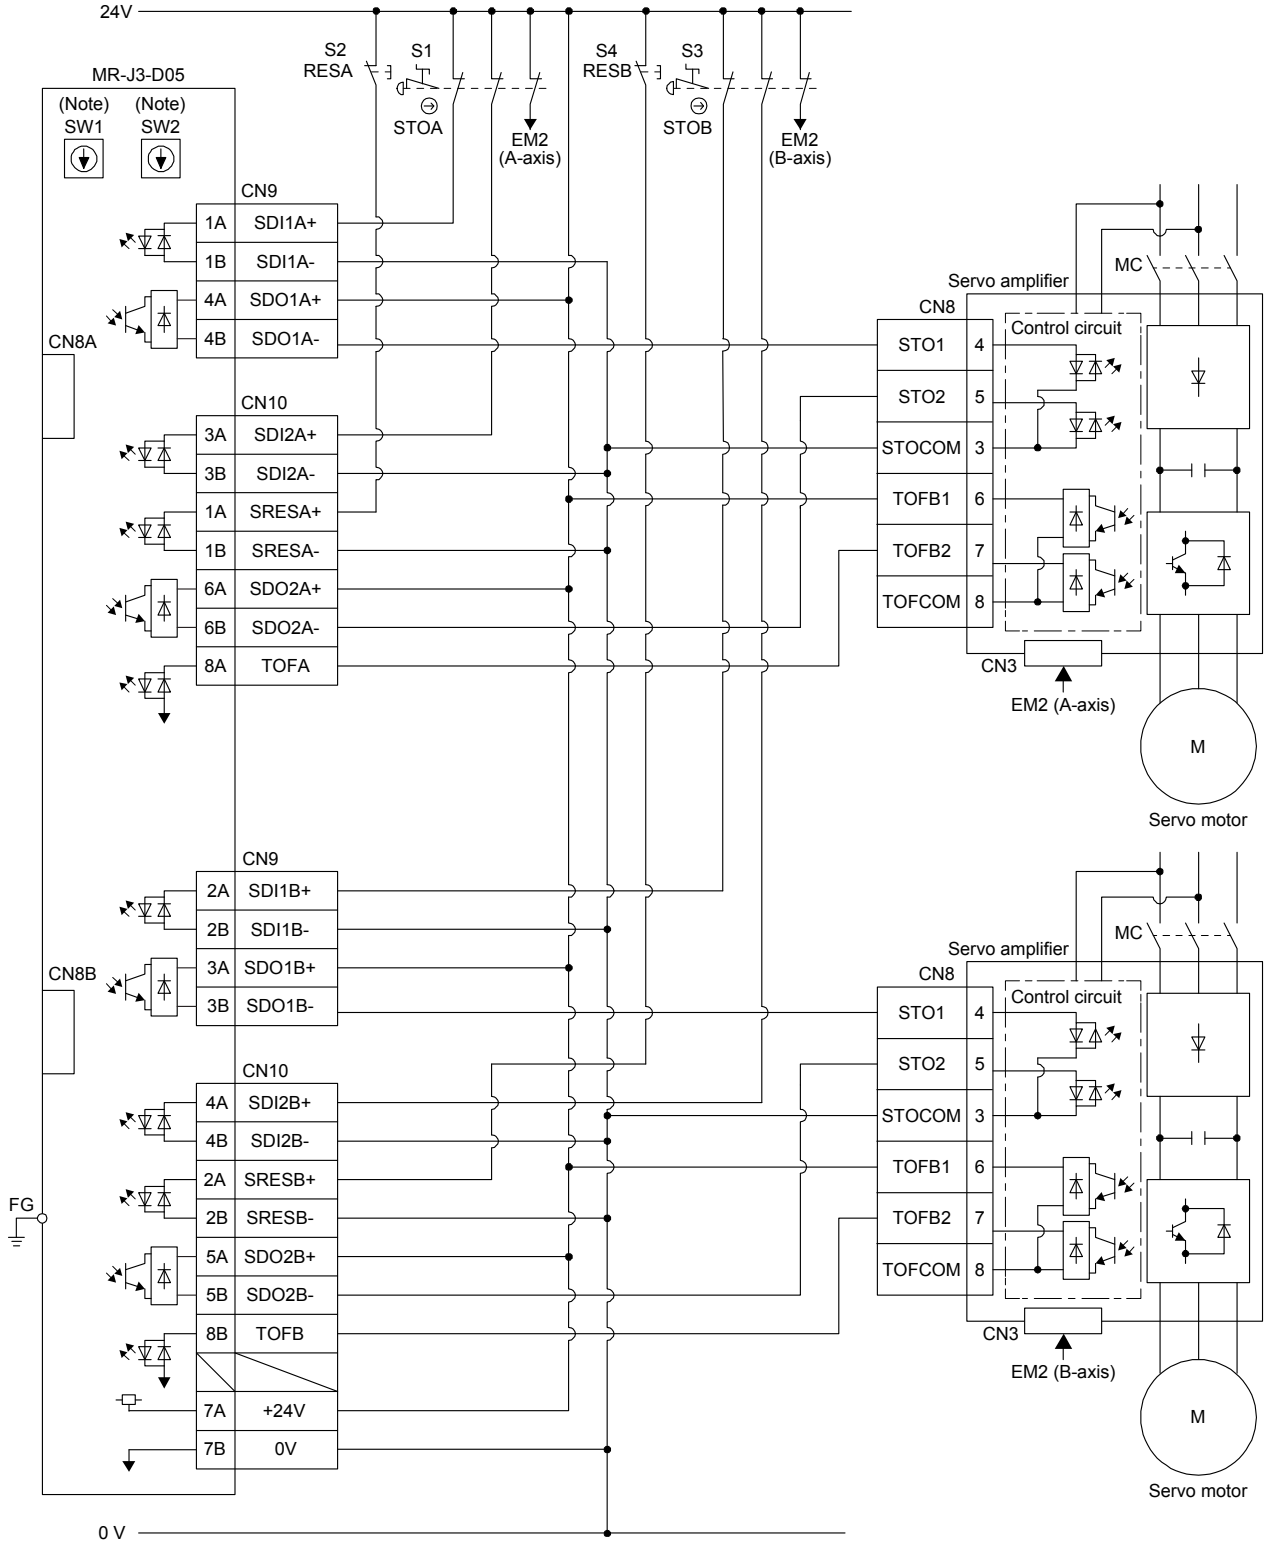 24V
S2
RESA
S1
STOA
EM2
(A-axis)
S4
RESB
S3
STOB
EM2
(B-axis)
MR-J3-D05
(Note)
SW1
(Note)
SW2
CN9
1A SDI1A+
1B SDI1A-
4A SDO1A+
4B SDO1A-
CN8A
CN10
3A SDI2A+
3B SDI2A-
1A SRESA+
1B SRESA-
6A SDO2A+
6B SDO2A-
8A TOFA
MC
Servo amplifier
CN8
Control circuit
STO1 4
STO2 5
STOCOM 3
TOFB1 6
TOFB2 7
TOFCOM 8
CN3
EM2 (A-axis)
M
Servo motor
CN9
2A SDI1B+
2B SDI1B-
3A SDO1B+
3B SDO1B-
CN8B
CN10
4A SDI2B+
4B SDI2B-
2A SRESB+
2B SRESB-
5A SDO2B+
5B SDO2B-
8B TOFB
7A +24V
7B 0V
FG
MC
Servo amplifier
CN8
Control circuit
STO1 4
STO2 5
STOCOM 3
TOFB1 6
TOFB2 7
TOFCOM 8
CN3
EM2 (B-axis)
M
Servo motor
0 V